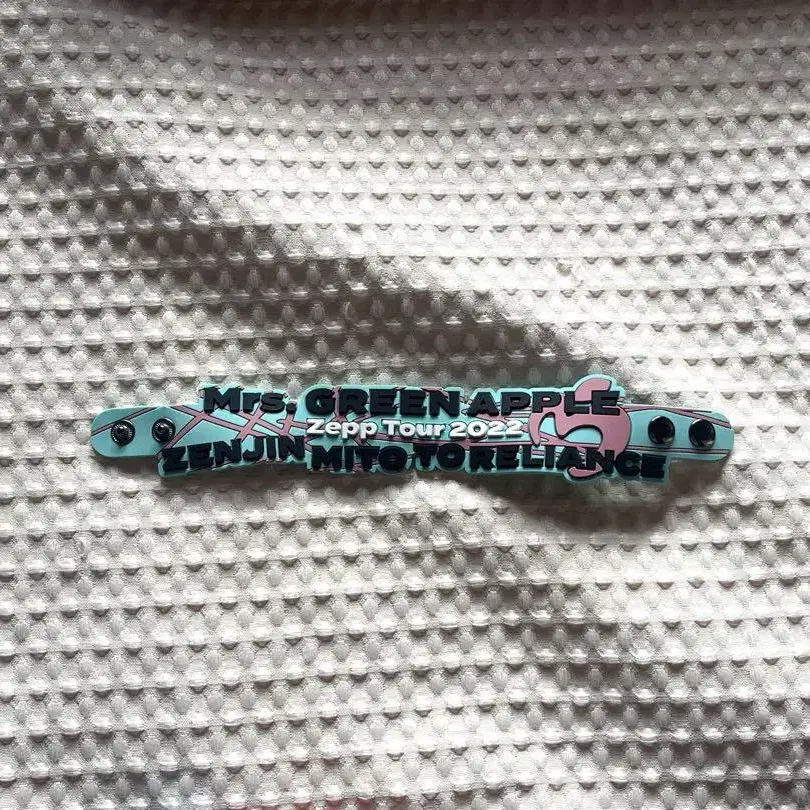 Mrs. GREEN APPLE
Zepp Tour 2022
ZENJIN MITO TO RELIANCE